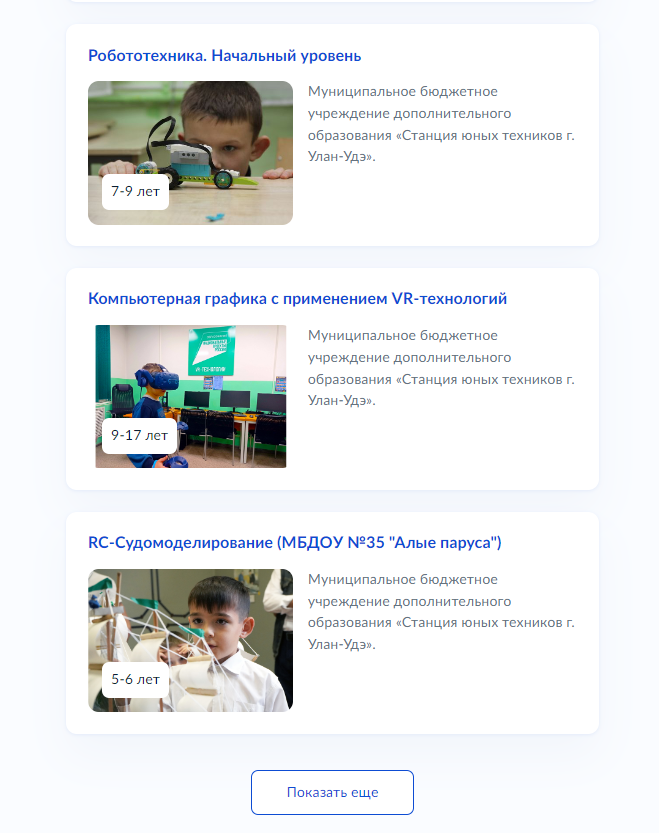 Робототехника. Начальный уровень
Муниципальное бюджетное
учреждение дополнительного
образования «Станция юных техников г.
Улан-Удэ».
7-9 лет
Компьютерная графика с применением VR-технологий
Муниципальное бюджетное
учреждение дополнительного
образования «Станция юных техников г.
Улан-Удэ».
9-17 лет
RC-Судомоделирование (МБДОУ №35 "Алые паруса")
Муниципальное бюджетное
учреждение дополнительного
образования «Станция юных техников г.
Улан-Удэ».
5-6 лет
Показать еще